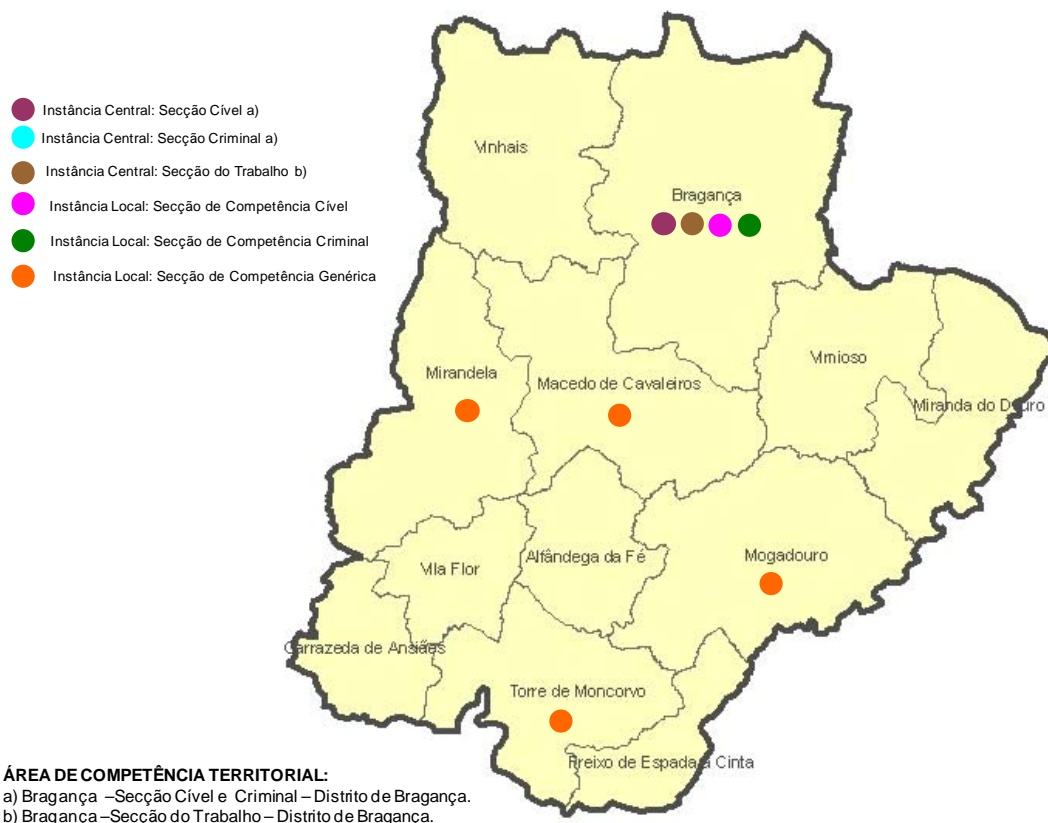 Instância Central: Secção Cível a)
Instância Central: Secção Criminal a)
Instância Central: Secção do Trabalho b)
Instância Local: Secção de Competência Cível
Instância Local: Secção de Competência Criminal
Instância Local: Secção de Competência Genérica
Vinhais
Bragança
Mirandela
Macedo de Cavaleiros
Vimioso
Miranda do Douro
Vila Flor
Alfândega da Fé
Mogadouro
Carrazeda de Ansiães
Torre de Moncorvo
Freixo de Espada à Cinta
ÁREA DE COMPETÊNCIA TERRITORIAL:
a) Bragança –Secção Cível e Criminal – Distrito de Bragança.
b) Bragança –Secção do Trabalho – Distrito de Bragança.